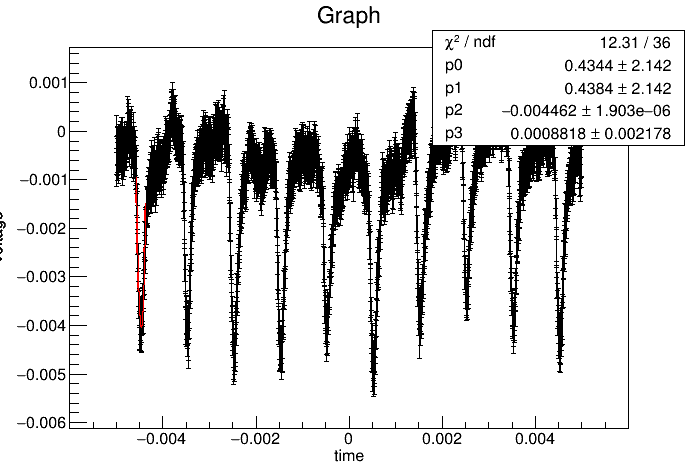 Graph
χ² / ndf 12.31 / 36
p0 0.4344 ± 2.142
p1 0.4384 ± 2.142
p2 −0.004462 ± 1.903e−06
p3 0.0008818 ± 0.002178
0.001
0
−0.001
−0.002
−0.003
−0.004
−0.005
−0.006
−0.004 −0.002 0 0.002 0.004
time